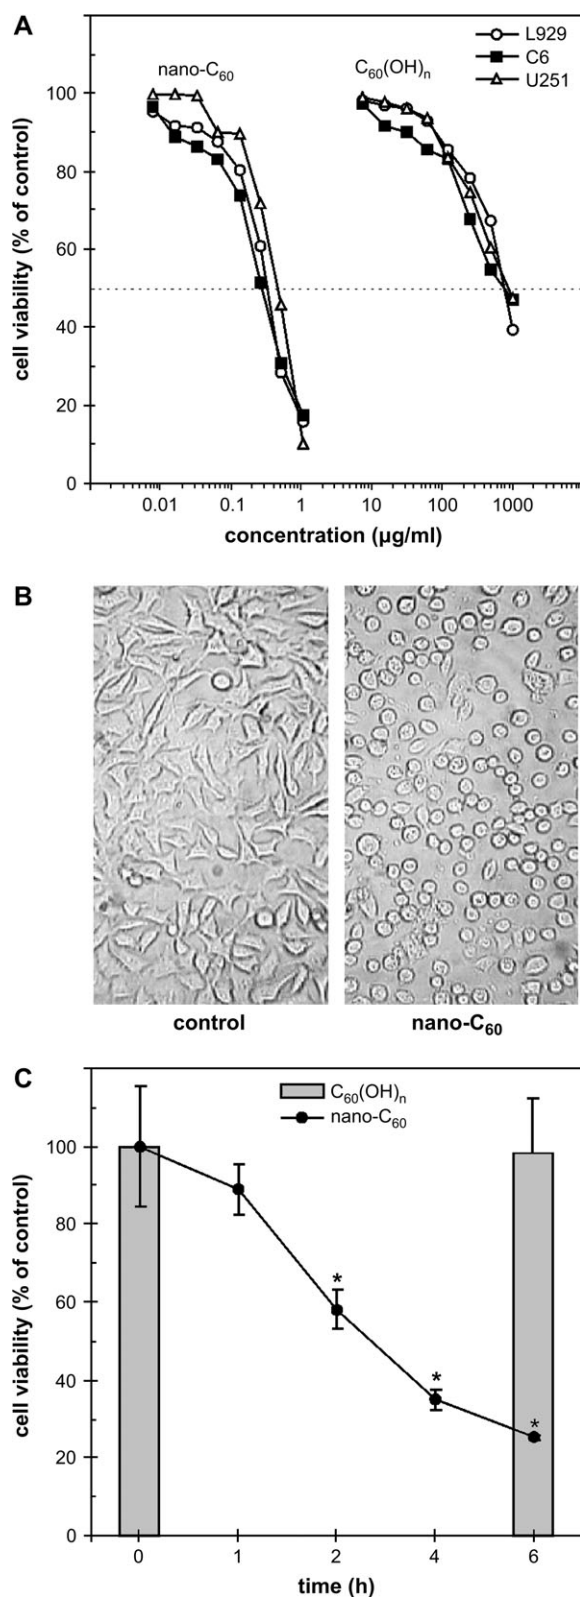 A
nano-C60
C60(OH)n
L929
C6
U251
cell viability (% of control)
100
80
60
40
20
0
0.01 0.1 1 10 100 1000
concentration (µg/ml)
B
control
nano-C60
C
C60(OH)n
nano-C60
cell viability (% of control)
100
80
60
40
20
0
*
*
*
0 1 2 4 6
time (h)